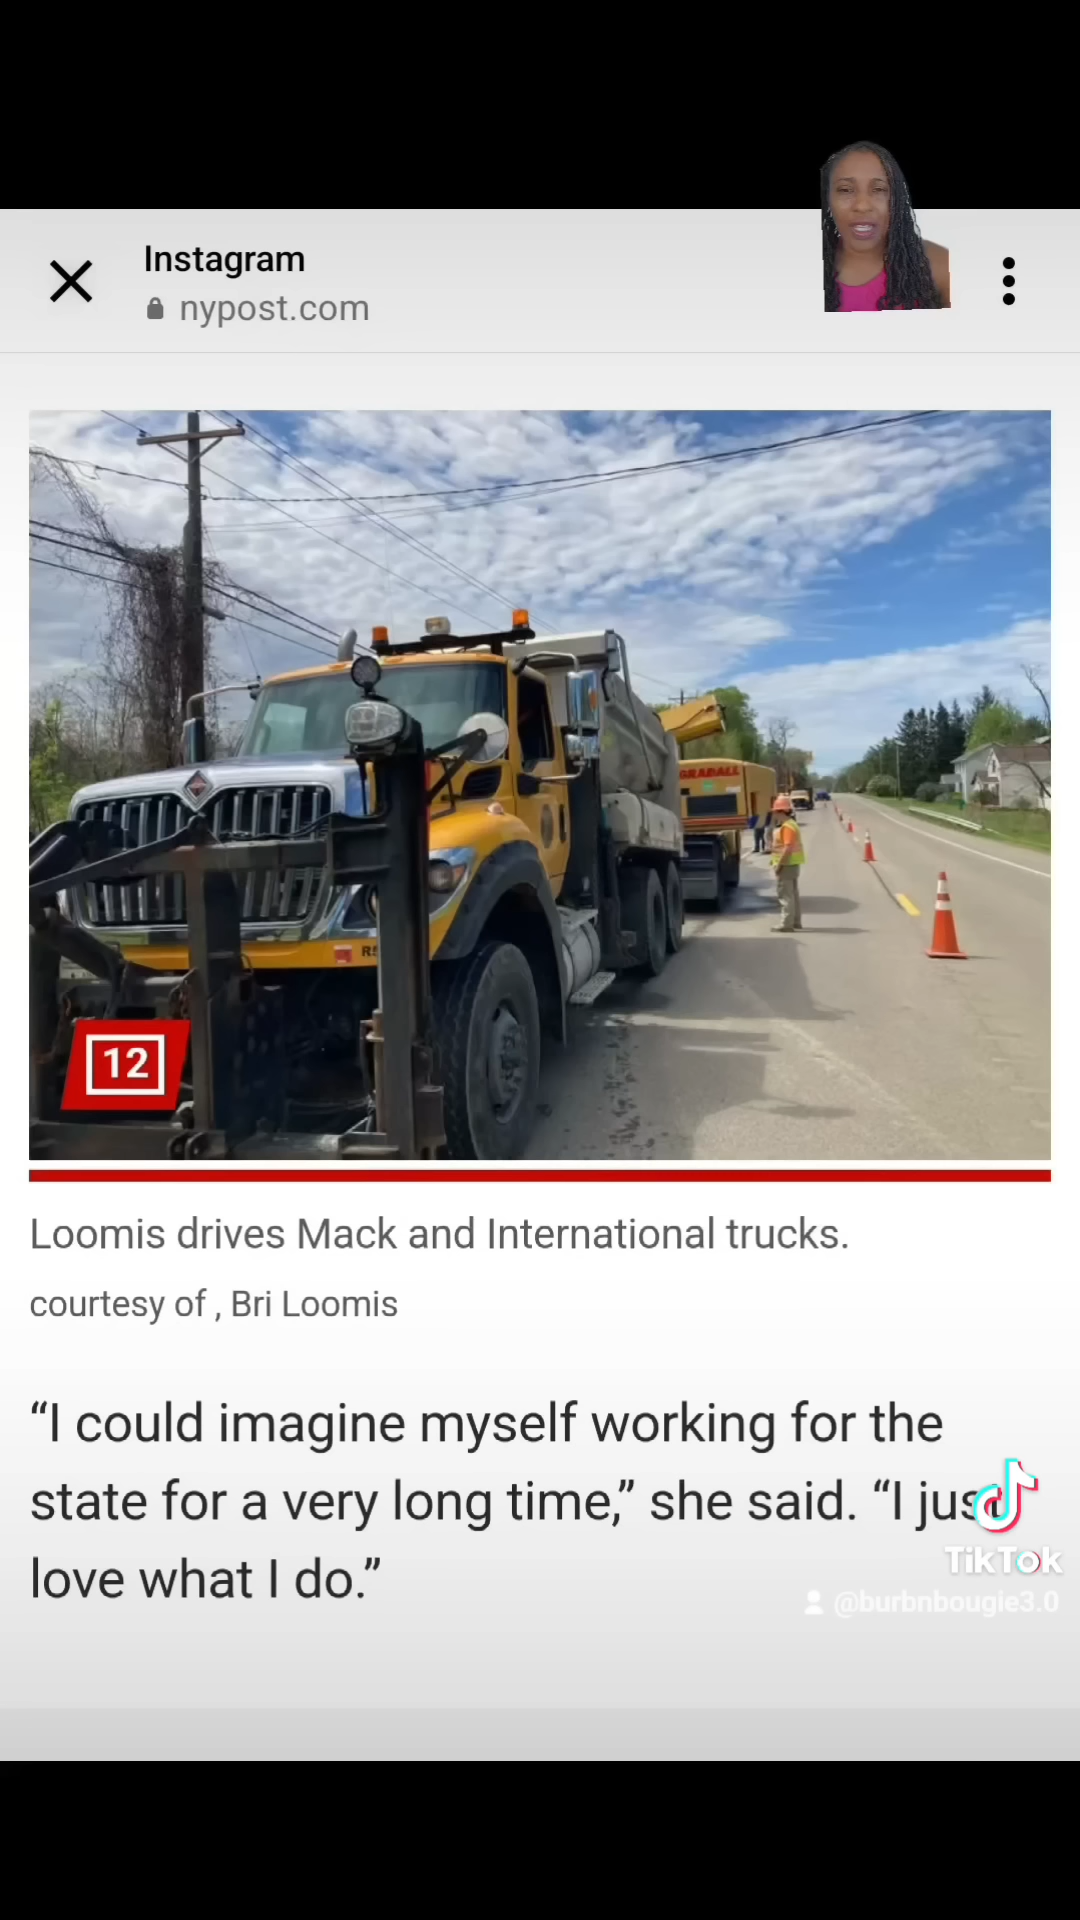 Instagram
nypost.com
GRADALL
12
Loomis drives Mack and International trucks.
courtesy of , Bri Loomis
“I could imagine myself working for the
state for a very long time,” she said. “I just
love what I do.”
TikTok
@burbnbougie3.0